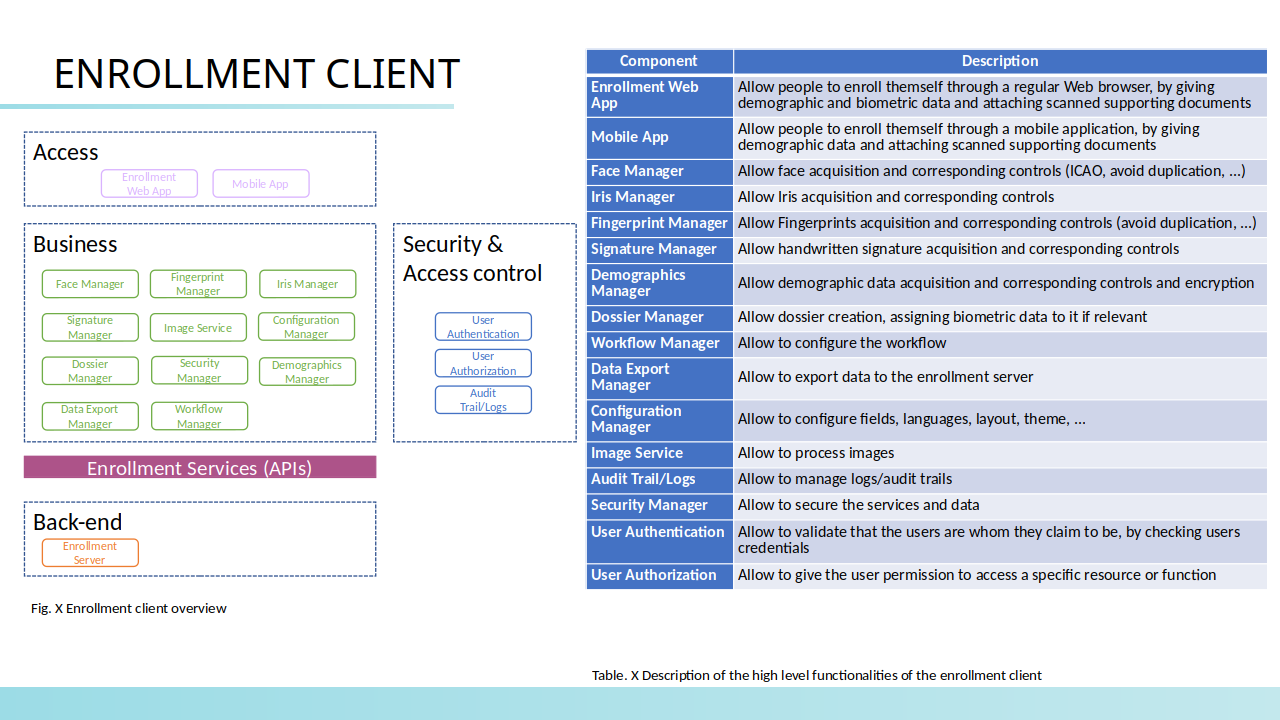 ENROLLMENT CLIENT
Access
Enrollment
Web App
Mobile App
Business
Face Manager
Fingerprint
Manager
Iris Manager
Signature
Manager
Image Service
Configuration
Manager
Dossier
Manager
Security
Manager
Demographics
Manager
Data Export
Manager
Workflow
Manager
Security &
Access control
User
Authentication
User
Authorization
Audit
Trail/Logs
Enrollment Services (APIs)
Back-end
Enrollment
Server
Fig. X Enrollment client overview
Component Description
Enrollment Web
App
Allow people to enroll themself through a regular Web browser, by giving
demographic and biometric data and attaching scanned supporting documents
Mobile App
Allow people to enroll themself through a mobile application, by giving
demographic data and attaching scanned supporting documents
Face Manager Allow face acquisition and corresponding controls (ICAO, avoid duplication, ...)
Iris Manager Allow Iris acquisition and corresponding controls
Fingerprint Manager Allow Fingerprints acquisition and corresponding controls (avoid duplication, ...)
Signature Manager Allow handwritten signature acquisition and corresponding controls
Demographics
Manager
Allow demographic data acquisition and corresponding controls and encryption
Dossier Manager Allow dossier creation, assigning biometric data to it if relevant
Workflow Manager Allow to configure the workflow
Data Export
Manager
Allow to export data to the enrollment server
Configuration
Manager
Allow to configure fields, languages, layout, theme, ...
Image Service Allow to process images
Audit Trail/Logs Allow to manage logs/audit trails
Security Manager Allow to secure the services and data
User Authentication Allow to validate that the users are whom they claim to be, by checking users
credentials
User Authorization Allow to give the user permission to access a specific resource or function
Table. X Description of the high level functionalities of the enrollment client